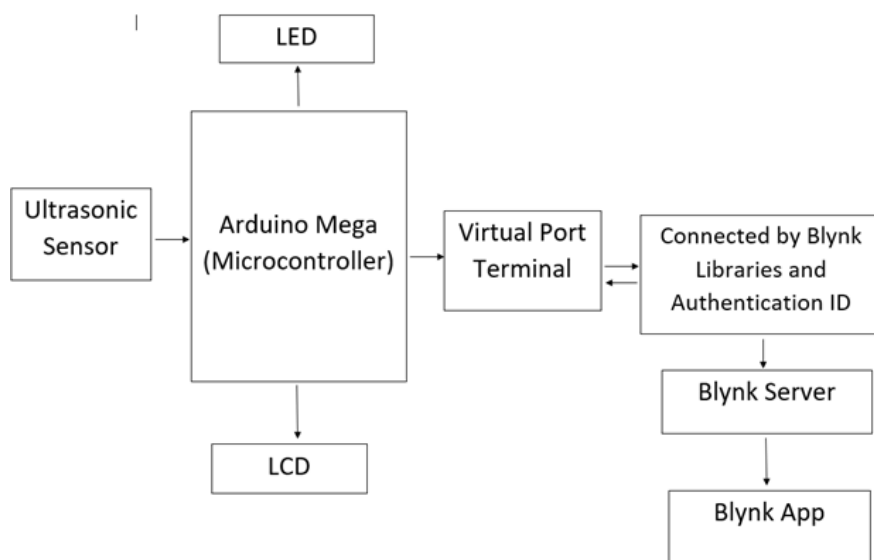 LED
Ultrasonic
Sensor
Arduino Mega
(Microcontroller)
Virtual Port
Terminal
Connected by Blynk
Libraries and
Authentication ID
Blynk Server
LCD
Blynk App